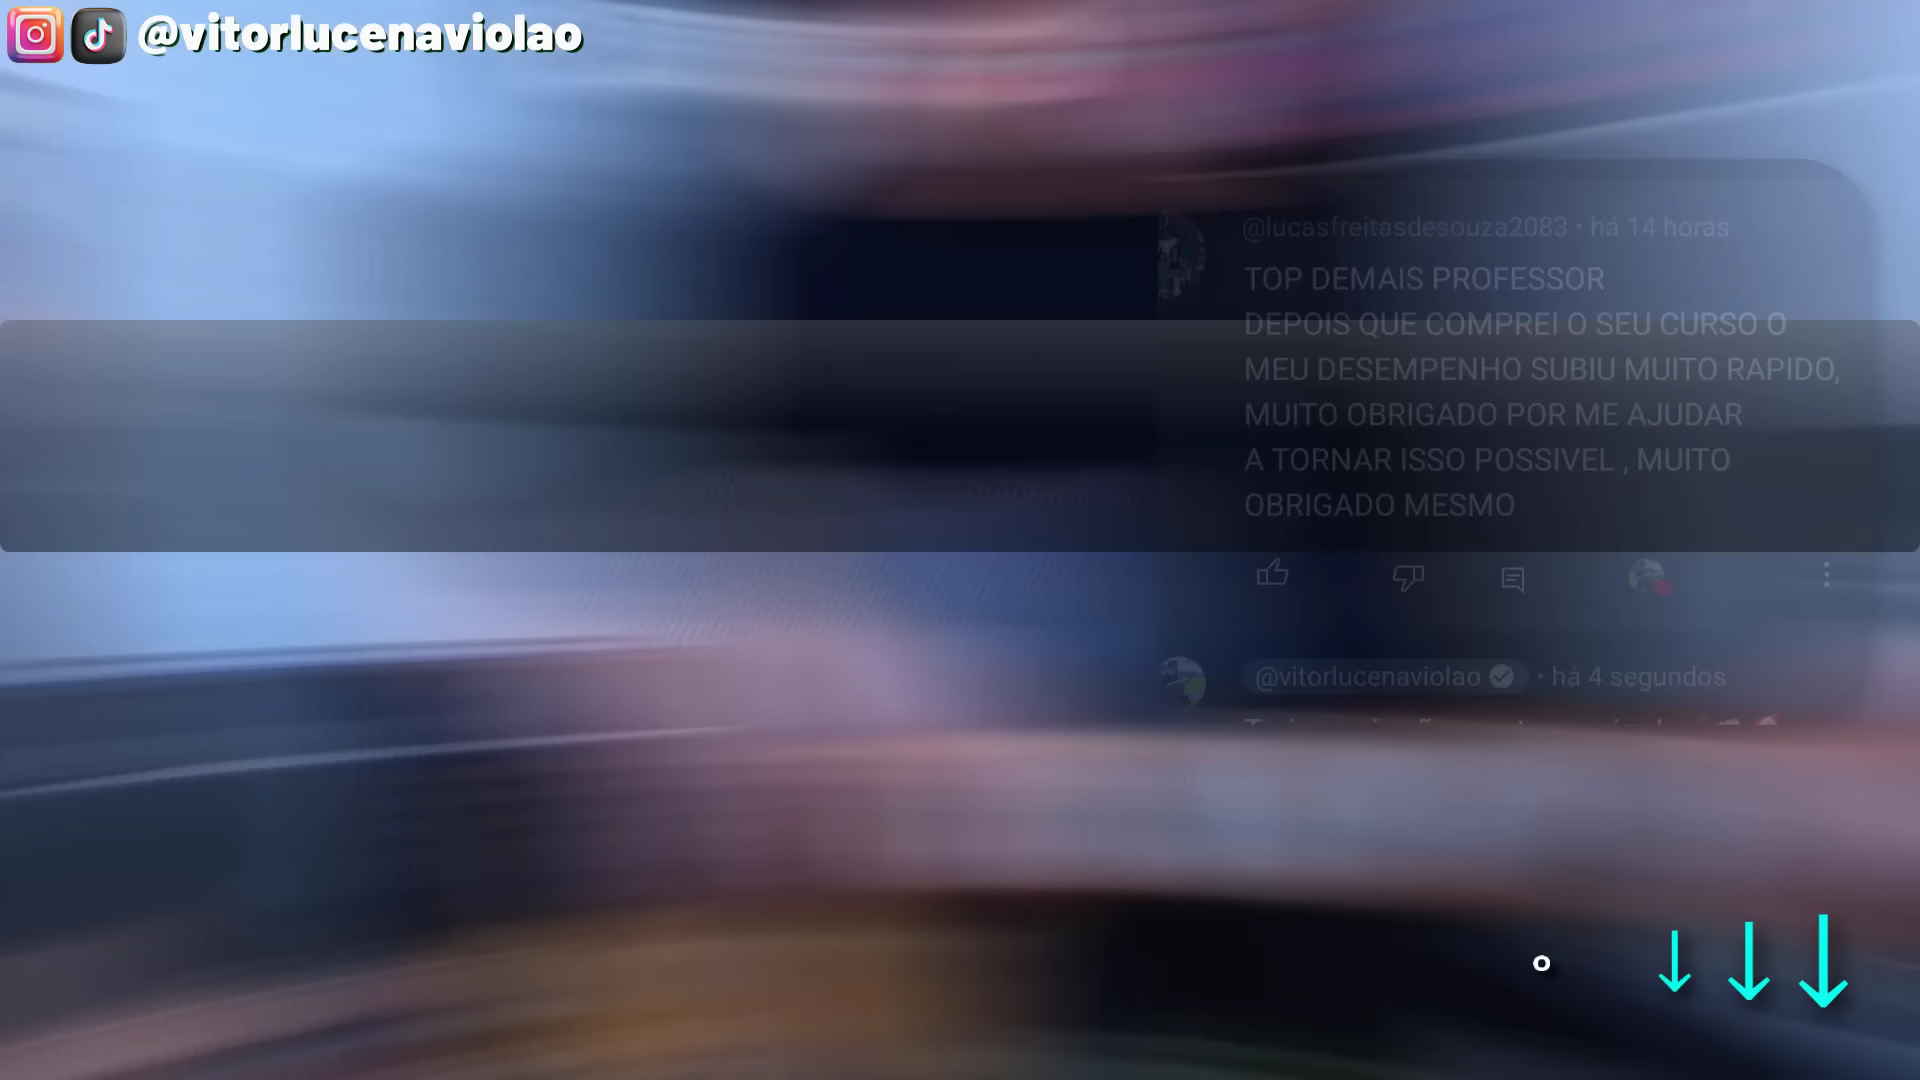 @vitorlucenaviolao
@lucasfreitasdesouza2083 • há 14 horas
TOP DEMAIS PROFESSOR
DEPOIS QUE COMPREI O SEU CURSO O
MEU DESEMPENHO SUBIU MUITO RAPIDO,
MUITO OBRIGADO POR ME AJUDAR
A TORNAR ISSO POSSIVEL , MUITO
OBRIGADO MESMO
@vitorlucenaviolao • há 4 segundos